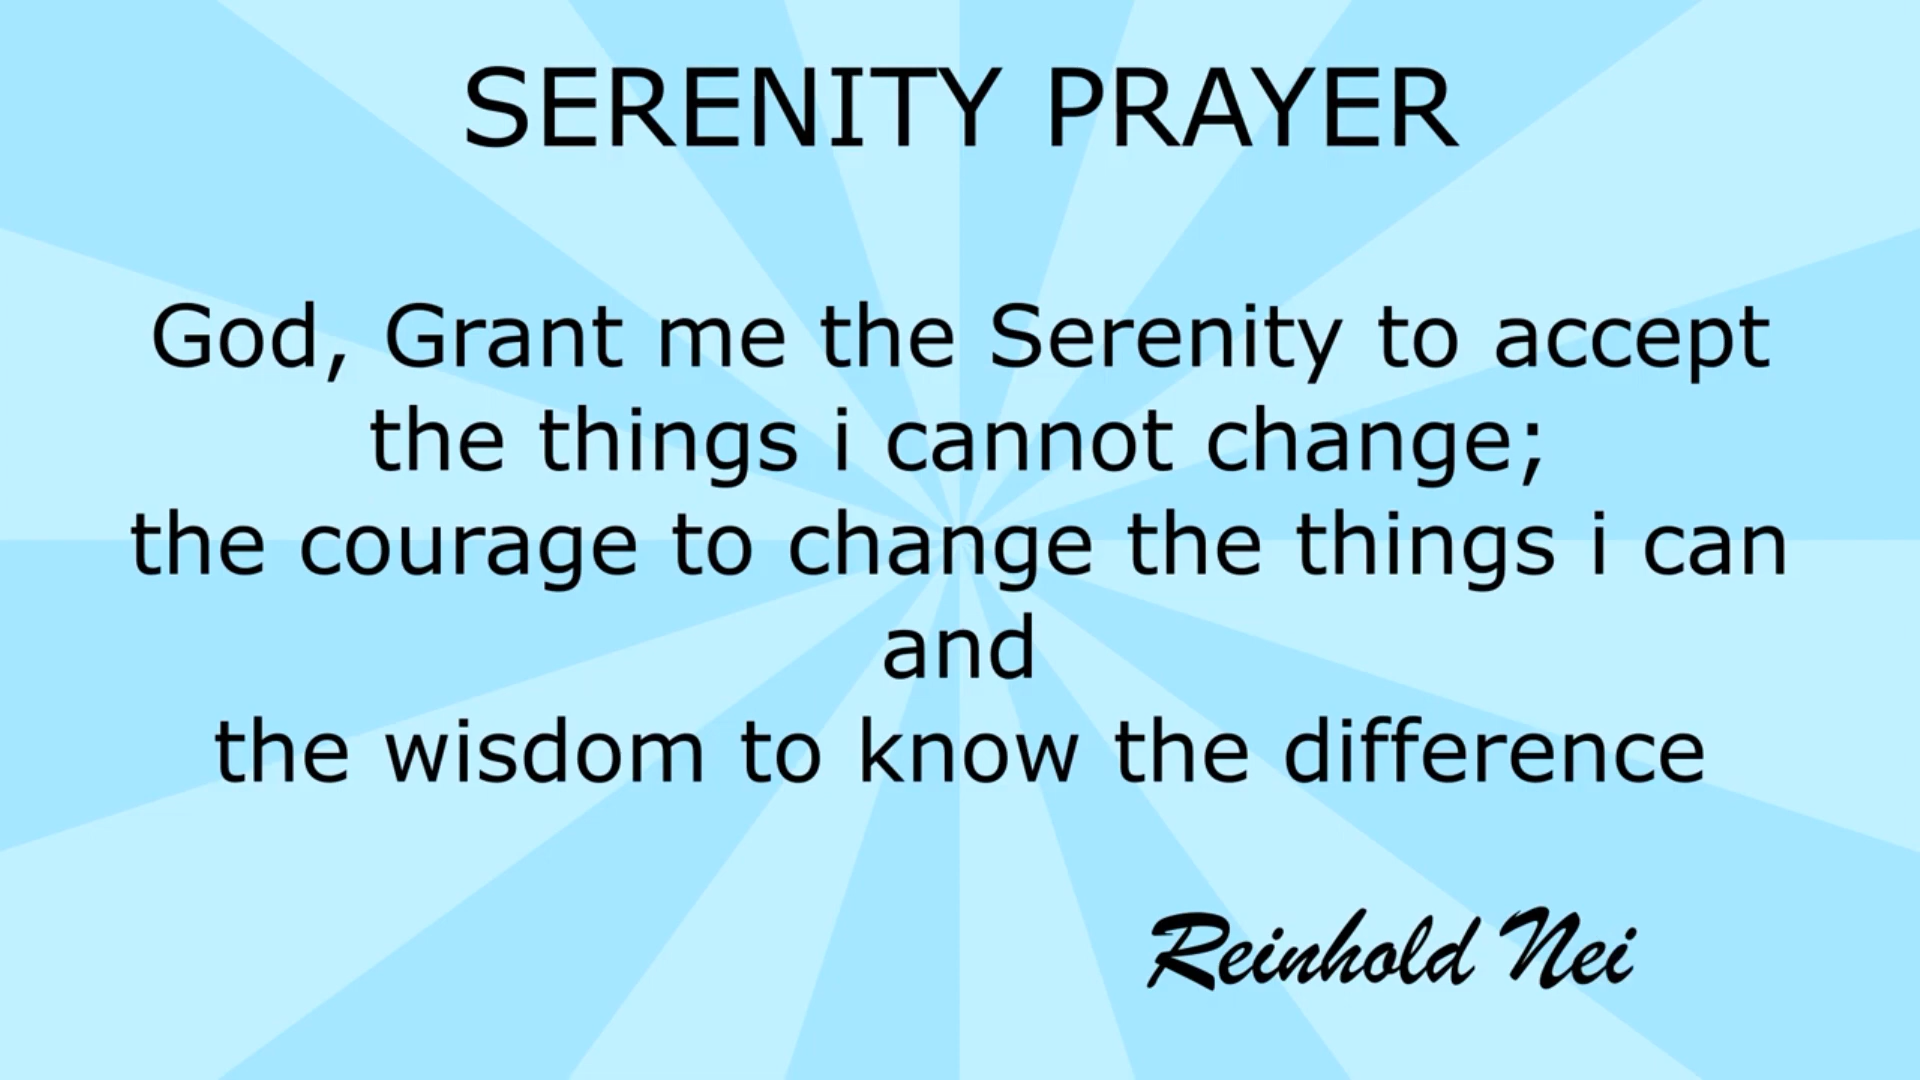 SERENITY PRAYER
God, Grant me the Serenity to accept
the things i cannot change;
the courage to change the things i can
and
the wisdom to know the difference
Reinhold Nei